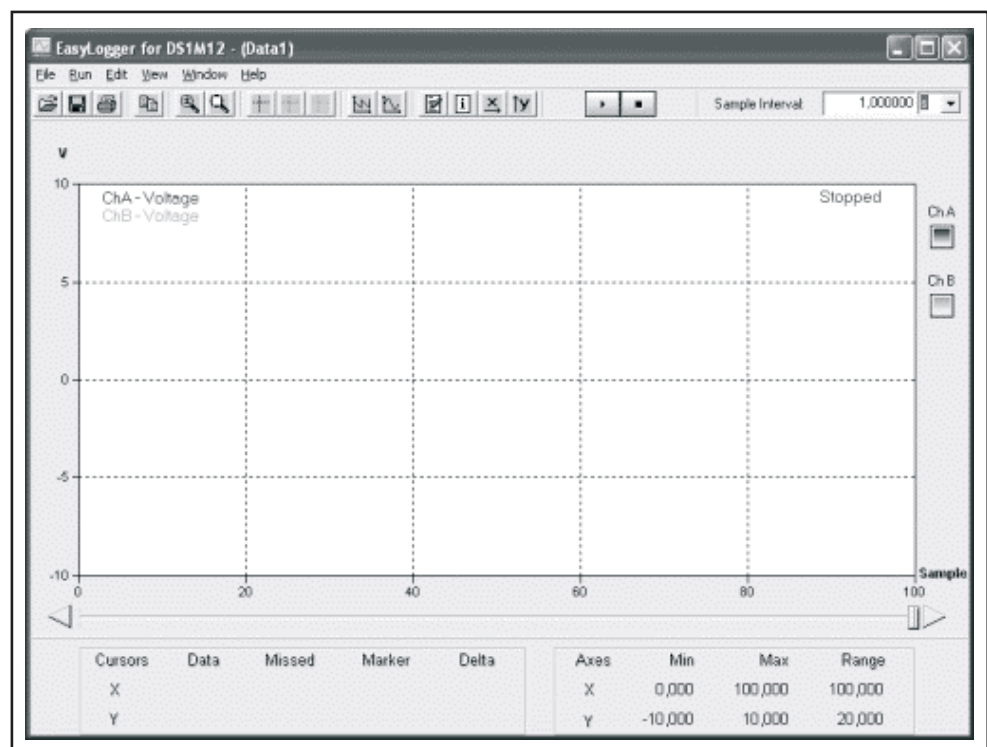 EasyLogger for DS1M12 - (Data1)
File Run Edit View Window Help
Sample Interval: 1,000000
V
10
ChA - Voltage
ChB - Voltage
Stopped
Ch A
Ch B
5
0
-5
-10
Sample
0 20 40 60 80 100
Cursors Data Missed Marker Delta
X
Y
Axes Min Max Range
X 0,000 100,000 100,000
Y -10,000 10,000 20,000